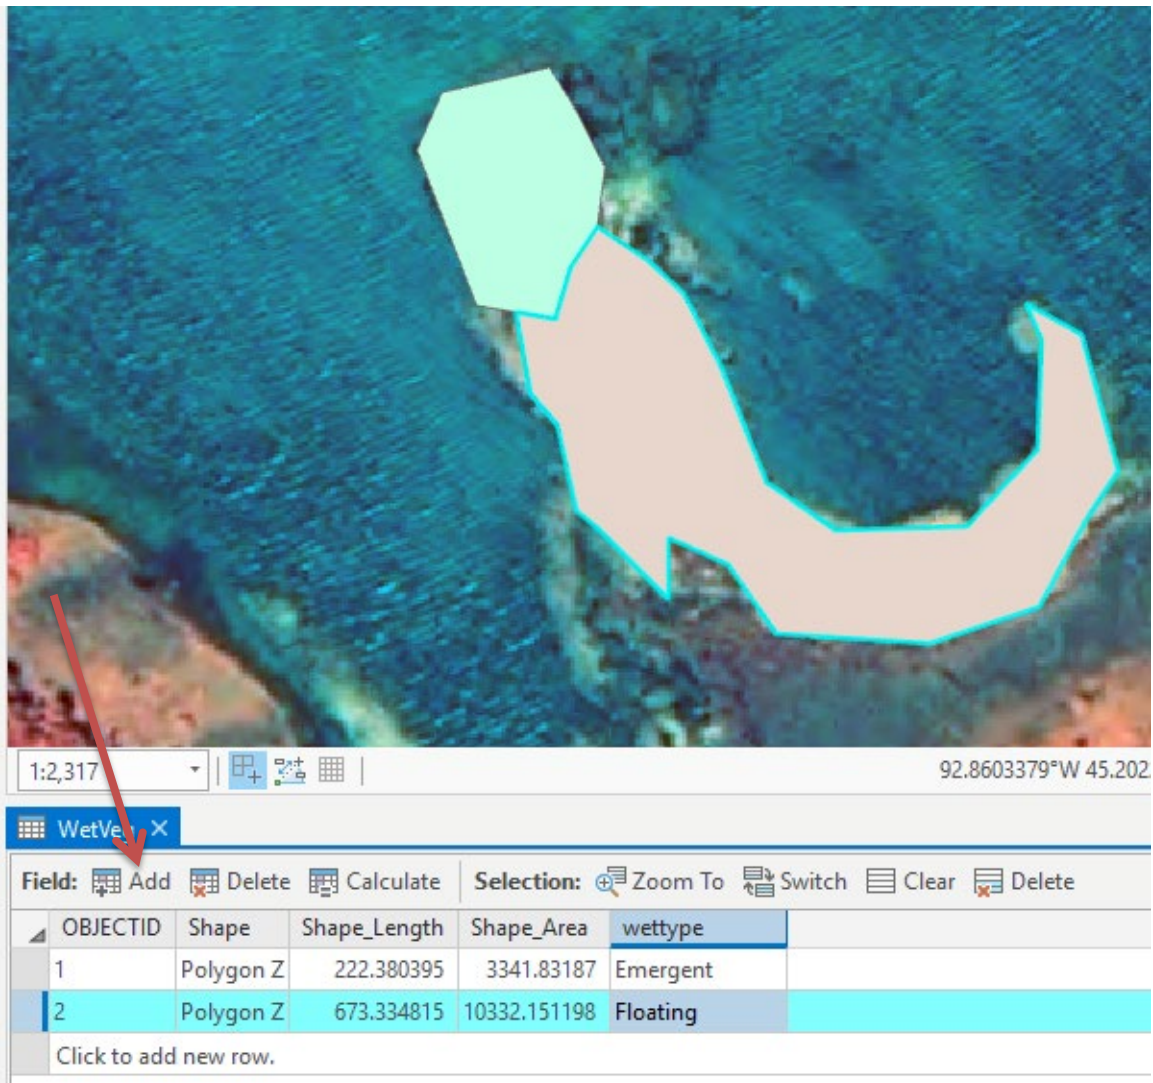 1:2,317
92.8603379°W 45.202
WetVeg
Field: Add Delete Calculate Selection: Zoom To Switch Clear Delete
OBJECTID Shape Shape_Length Shape_Area wettype
1 Polygon Z 222.380395 3341.83187 Emergent
2 Polygon Z 673.334815 10332.151198 Floating
Click to add new row.